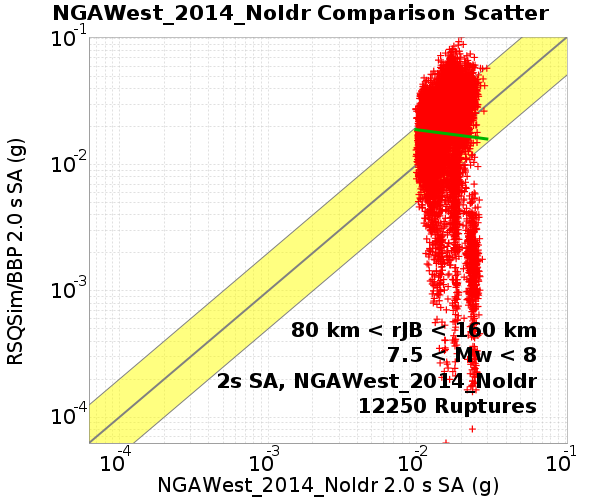 NGAWest_2014_NoIdr Comparison Scatter
RSQSim/BBP 2.0 s SA (g)
10-1
10-2
10-3
10-4
80 km < rJB < 160 km
7.5 < Mw < 8
2s SA, NGAWest_2014_NoIdr
12250 Ruptures
10-4 10-3 10-2 10-1
NGAWest_2014_NoIdr 2.0 s SA (g)